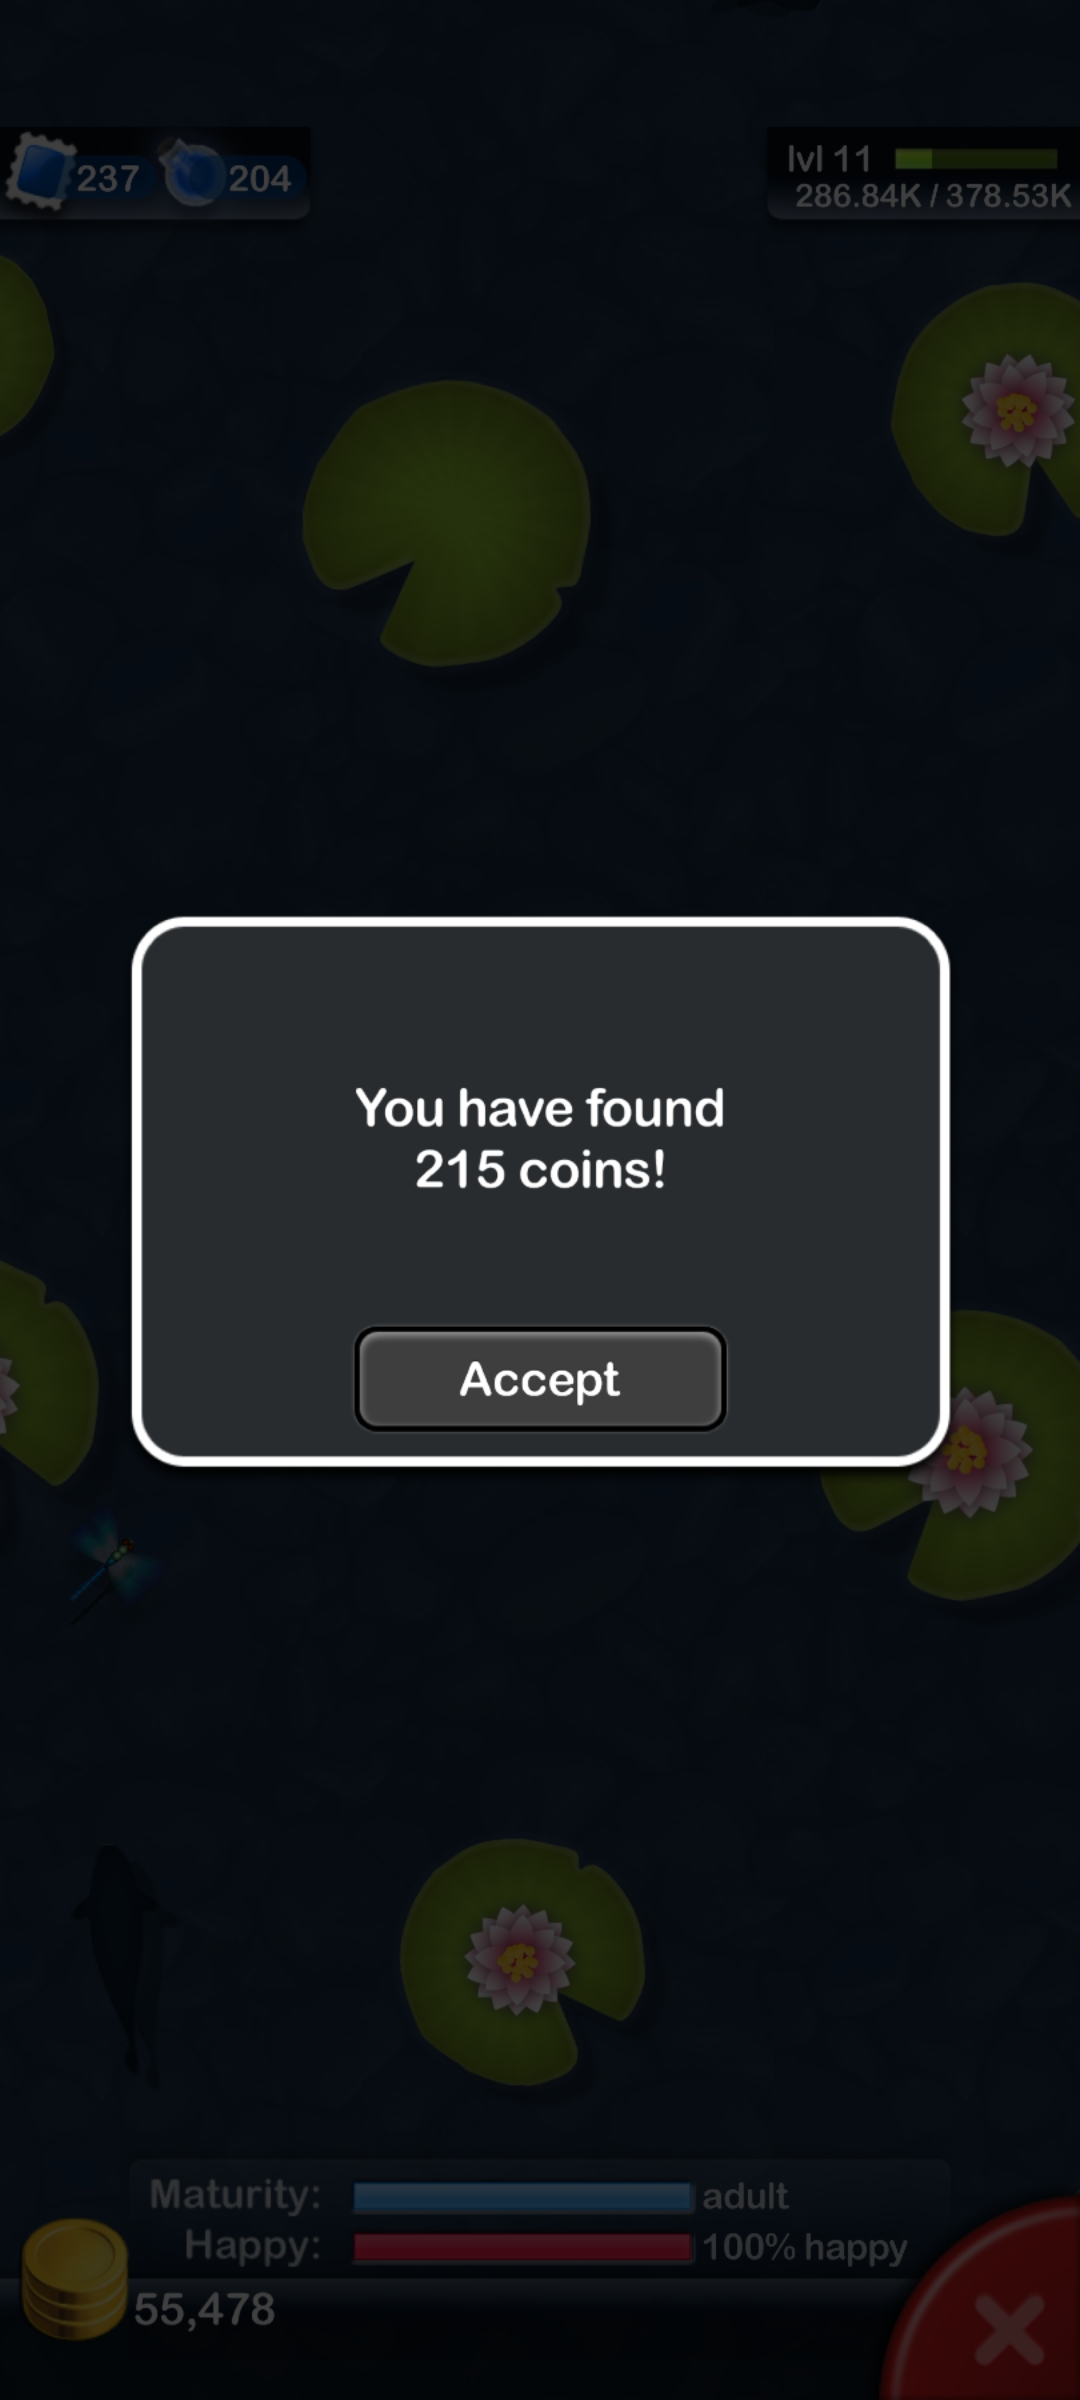 237 204
lvl 11
286.84K / 378.53K
You have found
215 coins!
Accept
Maturity: adult
Happy: 100% happy
55,478